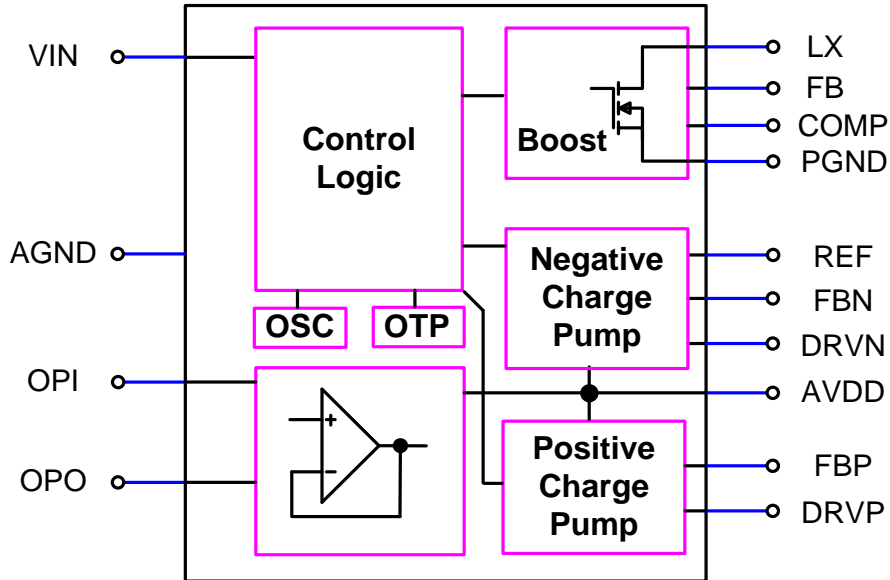 VIN
AGND
OPI
OPO
Control
Logic
OSC
OTP
+
−
Boost
Negative
Charge
Pump
Positive
Charge
Pump
LX
FB
COMP
PGND
REF
FBN
DRVN
AVDD
FBP
DRVP